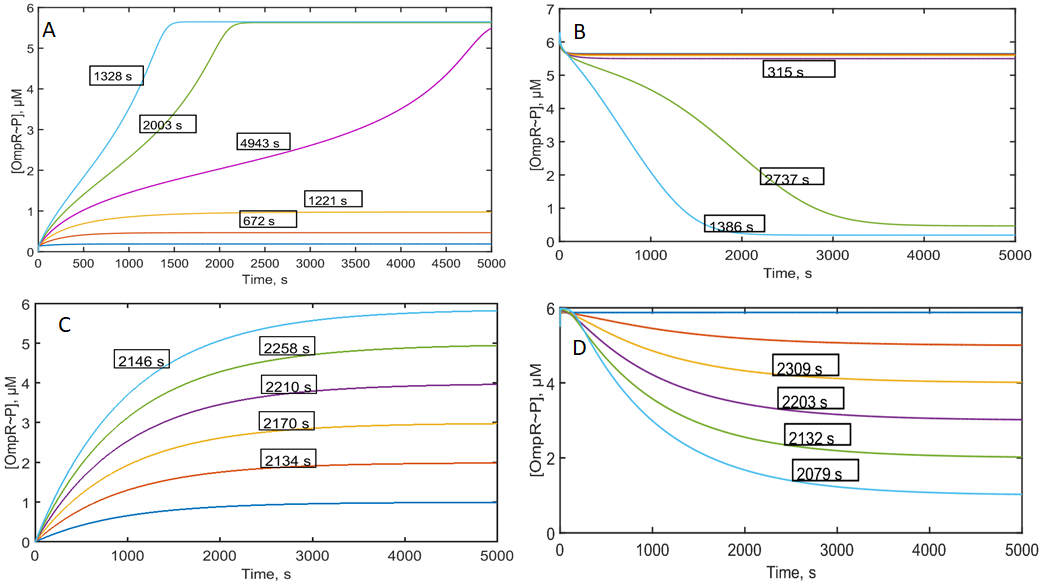 A
[OmpR~P], µM
6
5
4
3
2
1
0
1328 s
2003 s
4943 s
1221 s
672 s
0 500 1000 1500 2000 2500 3000 3500 4000 4500 5000
Time, s
B
[OmpR~P], µM
7
6
5
4
3
2
1
0
315 s
2737 s
1386 s
0 1000 2000 3000 4000 5000
Time, s
C
[OmpR~P], µM
6
5
4
3
2
1
0
2146 s
2258 s
2210 s
2170 s
2134 s
0 1000 2000 3000 4000 5000
Time, s
D
[OmpR~P], µM
6
4
2
0
2309 s
2203 s
2132 s
2079 s
0 1000 2000 3000 4000 5000
Time, s